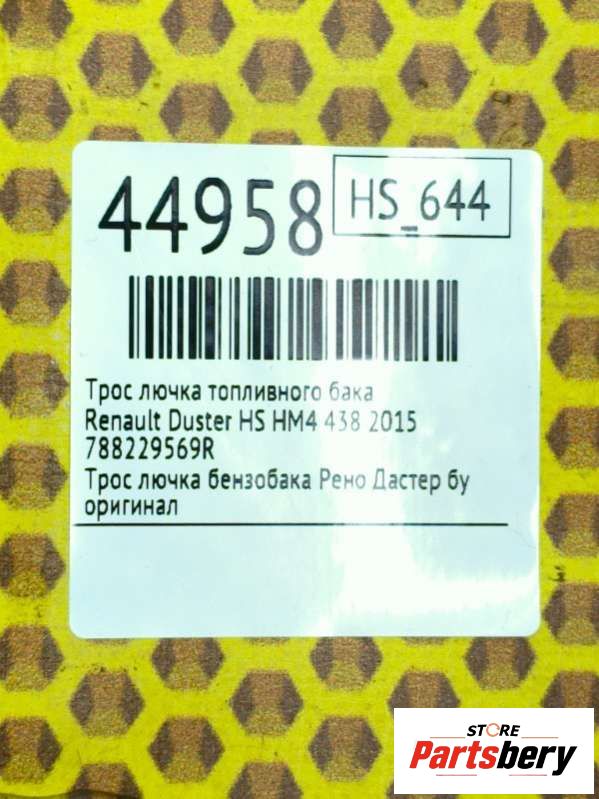 44958
HS_644
Трос лючка топливного бака
Renault Duster HS HM4 438 2015
788229569R
Трос лючка бензобака Рено Дастер бу
оригинал
STORE
Partsbery